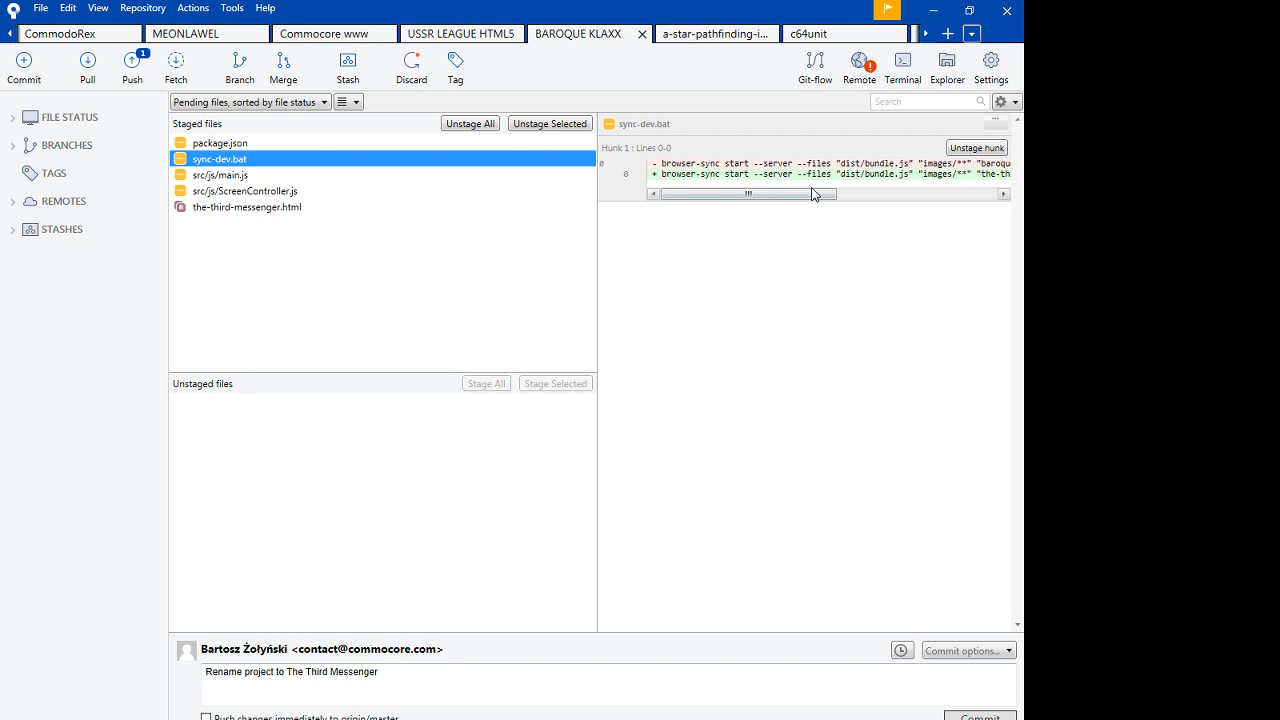 File Edit View Repository Actions Tools Help
CommodoRex MEONLAWEL Commocore www USSR LEAGUE HTML5 BAROQUE KLAXX a-star-pathfinding-i... c64unit
1
Commit Pull Push Fetch Branch Merge Stash Discard Tag Git-flow Remote Terminal Explorer Settings
Pending files, sorted by file status Search
FILE STATUS
BRANCHES
TAGS
REMOTES
STASHES
Staged files Unstage All Unstage Selected
package.json
sync-dev.bat
src/js/main.js
src/js/ScreenController.js
the-third-messenger.html
Unstaged files Stage All Stage Selected
sync-dev.bat ...
Hunk 1 : Lines 0-0 Unstage hunk
0 - browser-sync start --server --files "dist/bundle.js" "images/**" "baroqu
0 + browser-sync start --server --files "dist/bundle.js" "images/**" "the-th
Bartosz Żołyński <contact@commocore.com> Commit options...
Rename project to The Third Messenger
Push changes immediately to origin/master
Commit